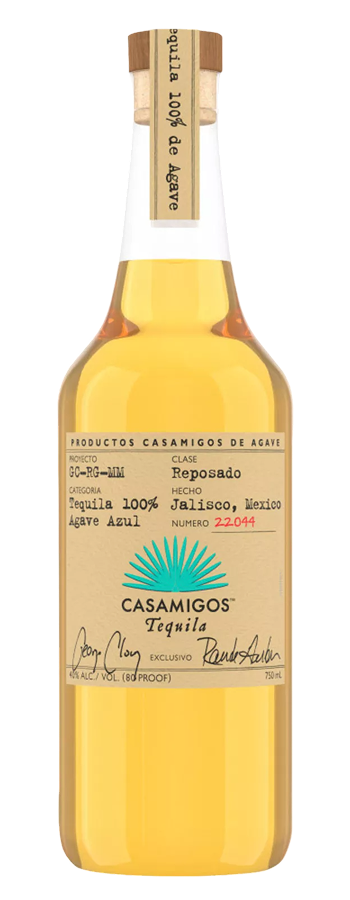 equila 100% de Agave
PRODUCTOS CASAMIGOS DE AGAVE
PROYECTO
GC-RG-MM
CLASE
Reposado
CATEGORIA
Tequila 100%
Agave Azul
HECHO
Jalisco, Mexico
NUMERO 22044
CASAMIGOS™
Tequila
EXCLUSIVO
40% ALC./VOL. (80 PROOF)
750 mL